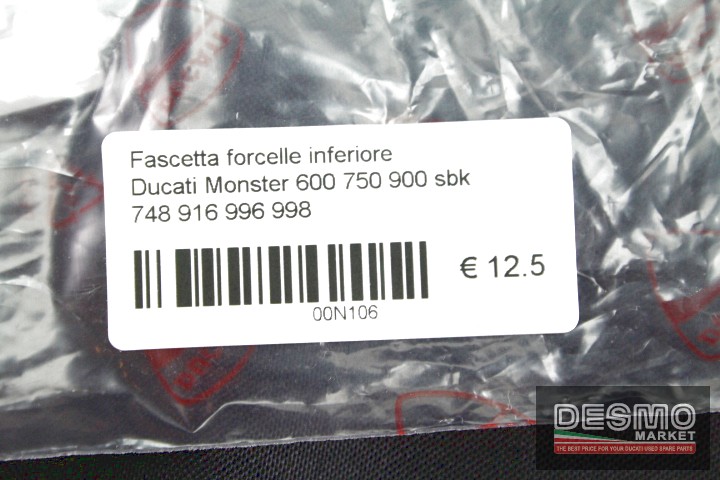 Fascetta forcelle inferiore
Ducati Monster 600 750 900 sbk
748 916 996 998
€ 12.5
00N106
DESMO
MARKET
THE BEST PRICE FOR YOUR DUCATI USED SPARE PARTS